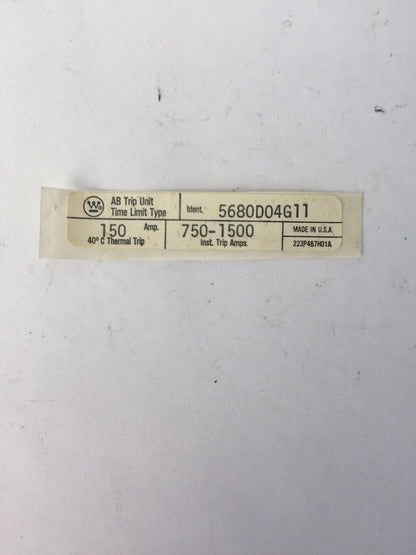 W
AB Trip Unit
Time Limit Type
Ident. 5680D04G11
150 Amp.
40° C Thermal Trip
750-1500
Inst. Trip Amps.
MADE IN U.S.A.
223P467H01A